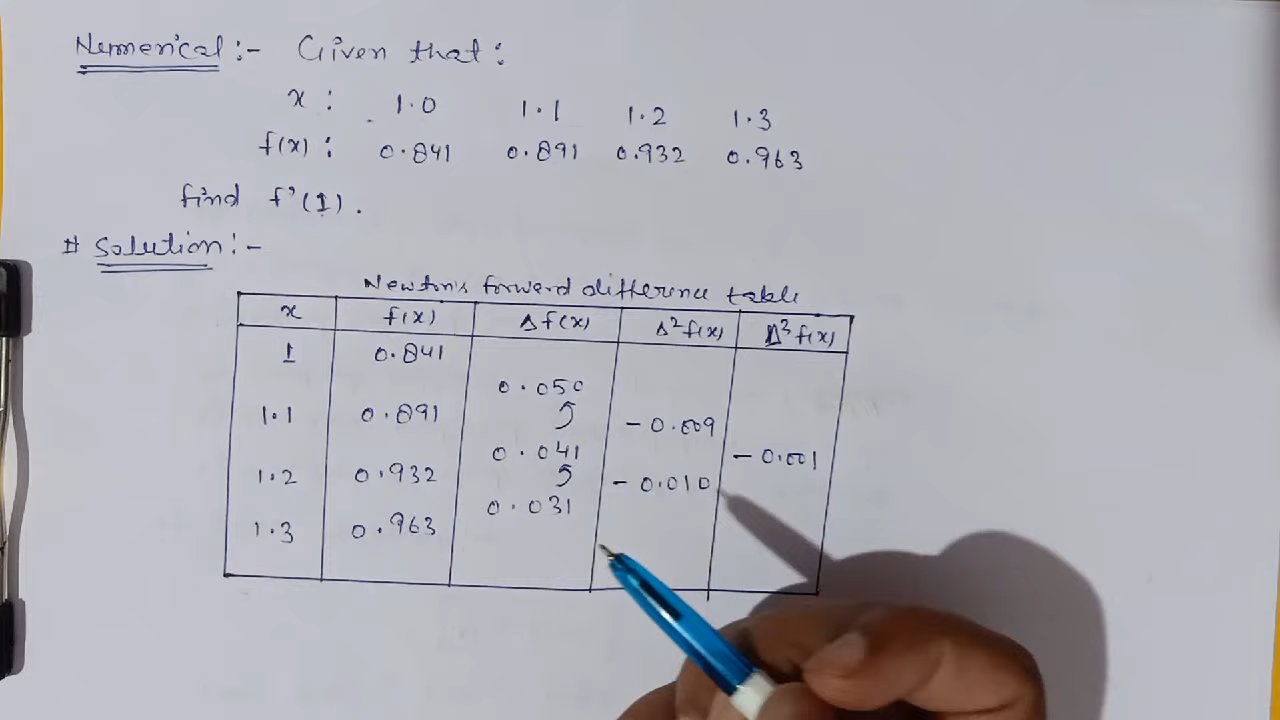 Numerical:- Given that:
x: 1.0 1.1 1.2 1.3
f(x): 0.841 0.891 0.932 0.963
find f'(1).
# Solution:-
Newton's forward difference table
x f(x) Δf(x) Δ²f(x) Δ³f(x)
1 0.841
0.050
1.1 0.891 -0.009
0.041 -0.001
1.2 0.932 -0.010
0.031
1.3 0.963